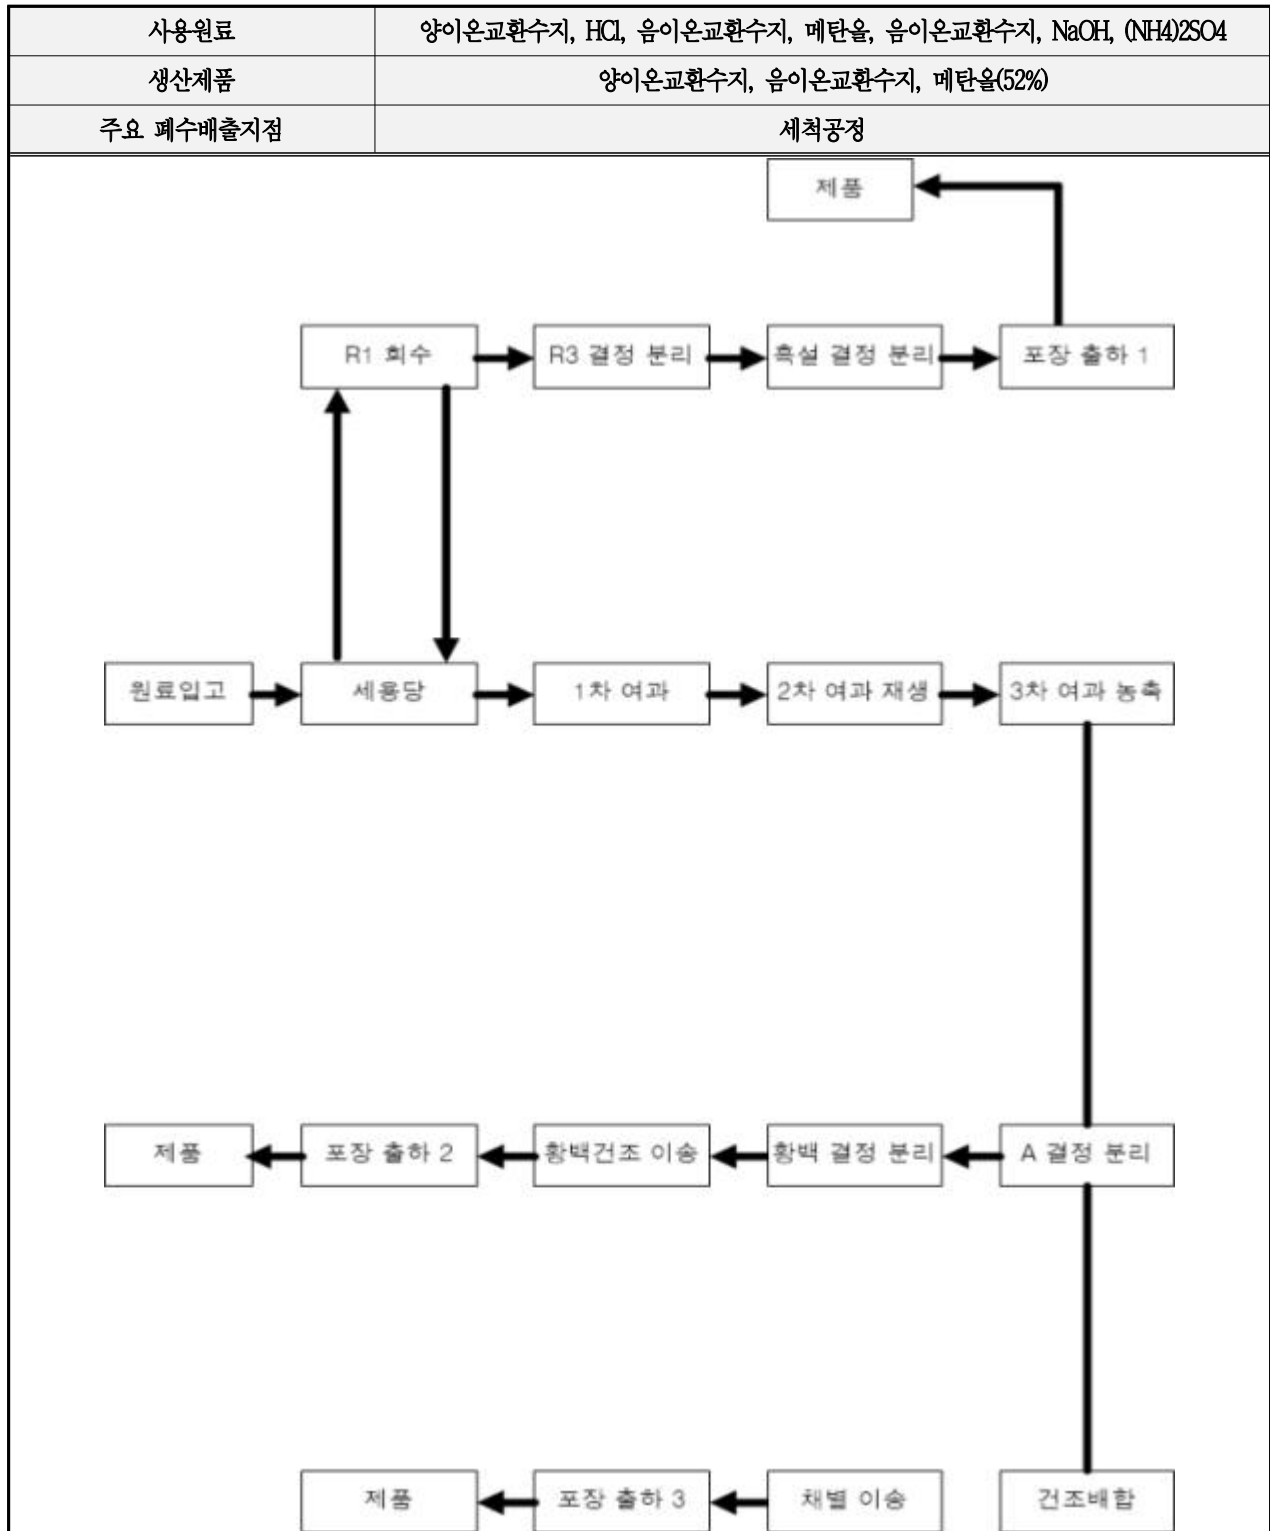 사용원료 양이온교환수지, HCl, 음이온교환수지, 메탄올, 음이온교환수지, NaOH, (NH4)2SO4
생산제품 양이온교환수지, 음이온교환수지, 메탄올(52%)
주요 폐수배출지점 세척공정
제품
R1 회수 R3 결정 분리 흑설 결정 분리 포장 출하 1
원료입고 세용당 1차 여과 2차 여과 재생 3차 여과 농축
제품 포장 출하 2 황백건조 이송 황백 결정 분리 A 결정 분리
제품 포장 출하 3 채별 이송 건조배합